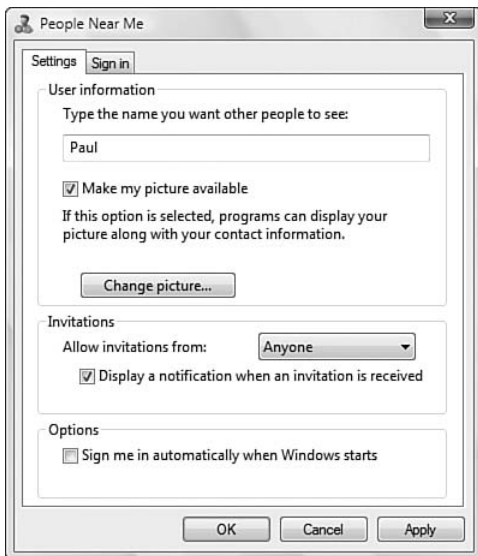 People Near Me
Settings
Sign in
User information
Type the name you want other people to see:
Paul
Make my picture available
If this option is selected, programs can display your
picture along with your contact information.
Change picture...
Invitations
Allow invitations from:
Anyone
Display a notification when an invitation is received
Options
Sign me in automatically when Windows starts
OK
Cancel
Apply